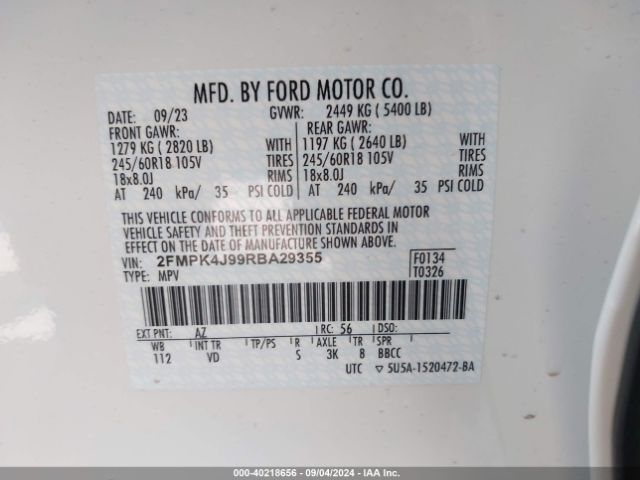 MFD. BY FORD MOTOR CO.
DATE: 09/23 GVWR: 2449 KG ( 5400 LB)
FRONT GAWR: REAR GAWR:
1279 KG ( 2820 LB) WITH 1197 KG ( 2640 LB) WITH
245/60R18 105V TIRES 245/60R18 105V TIRES
18x8.0J RIMS 18x8.0J RIMS
AT 240 kPa/ 35 PSI COLD AT 240 kPa/ 35 PSI COLD
THIS VEHICLE CONFORMS TO ALL APPLICABLE FEDERAL MOTOR
VEHICLE SAFETY AND THEFT PREVENTION STANDARDS IN
EFFECT ON THE DATE OF MANUFACTURE SHOWN ABOVE.
VIN: 2FMPK4J99RBA29355 F0134
TYPE: MPV T0326
EXT PNT: AZ RC: 56 DSO:
WB INT TR TP/PS R AXLE TR SPR
112 VD S 3K 8 BBCC
UTC ▽ 5U5A-1520472-BA
000-40218656 - 09/04/2024 - IAA Inc.